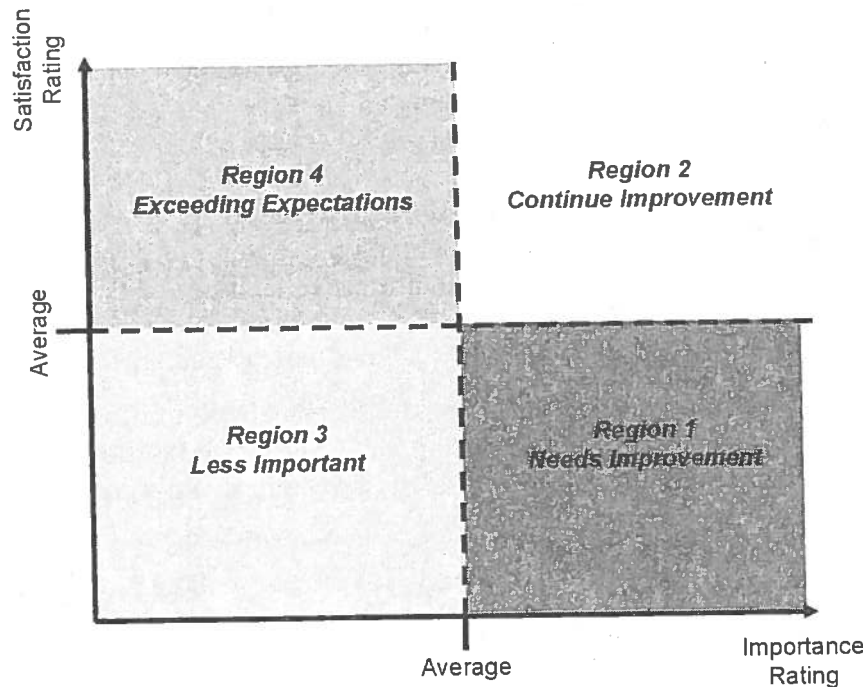 Satisfaction
Rating
Region 4
Exceeding Expectations
Region 2
Continue Improvement
Average
Region 3
Less Important
Region 1
Needs Improvement
Average
Importance
Rating